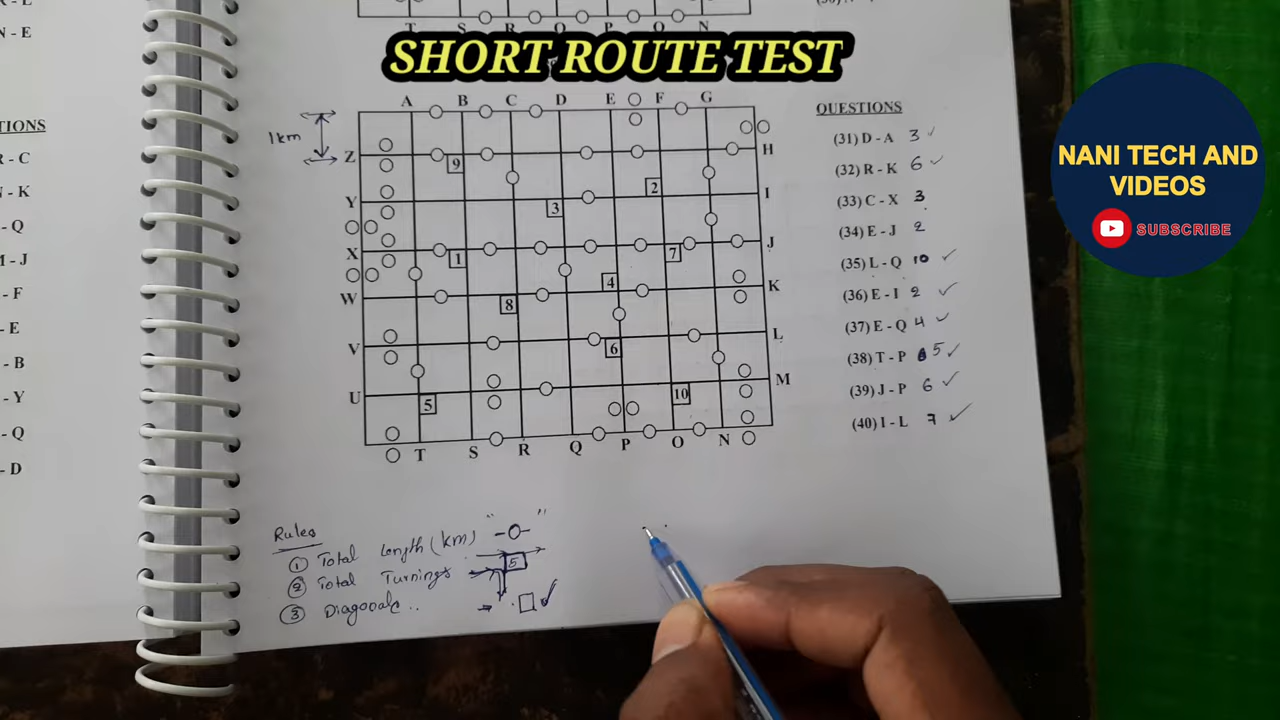 SHORT ROUTE TEST
T S R Q P O N
N - E
TIONS
R - C
N - K
- Q
M - J
- F
- E
- B
- Y
- Q
- D
A B C D E F G
1km
Z H
9
Y I
2
3
X J
1 7
W K
4
8
V L
6
U M
5 10
T S R Q P O N
QUESTIONS
(31) D - A 3
(32) R - K 6
(33) C - X 3
(34) E - J 2
(35) L - Q 10
(36) E - I 2
(37) E - Q 4
(38) T - P 5
(39) J - P 6
(40) I - L 7
NANI TECH AND
VIDEOS
SUBSCRIBE
Rules
1 Total length (km) "-O-"
2 Total Turnings 5
3 Diagonals ..